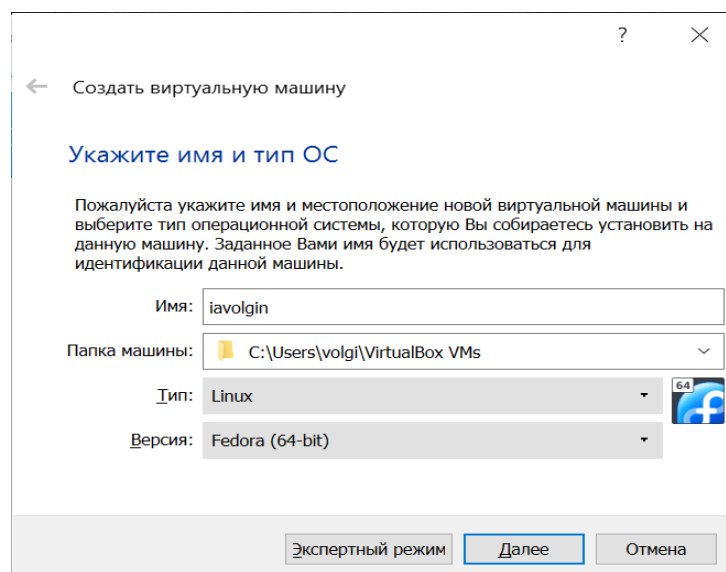 ?
Создать виртуальную машину
Укажите имя и тип ОС
Пожалуйста укажите имя и местоположение новой виртуальной машины и
выберите тип операционной системы, которую Вы собираетесь установить на
данную машину. Заданное Вами имя будет использоваться для
идентификации данной машины.
Имя: iavolgin
Папка машины: C:\Users\volgi\VirtualBox VMs
Тип: Linux
64
Версия: Fedora (64-bit)
Экспертный режим Далее Отмена